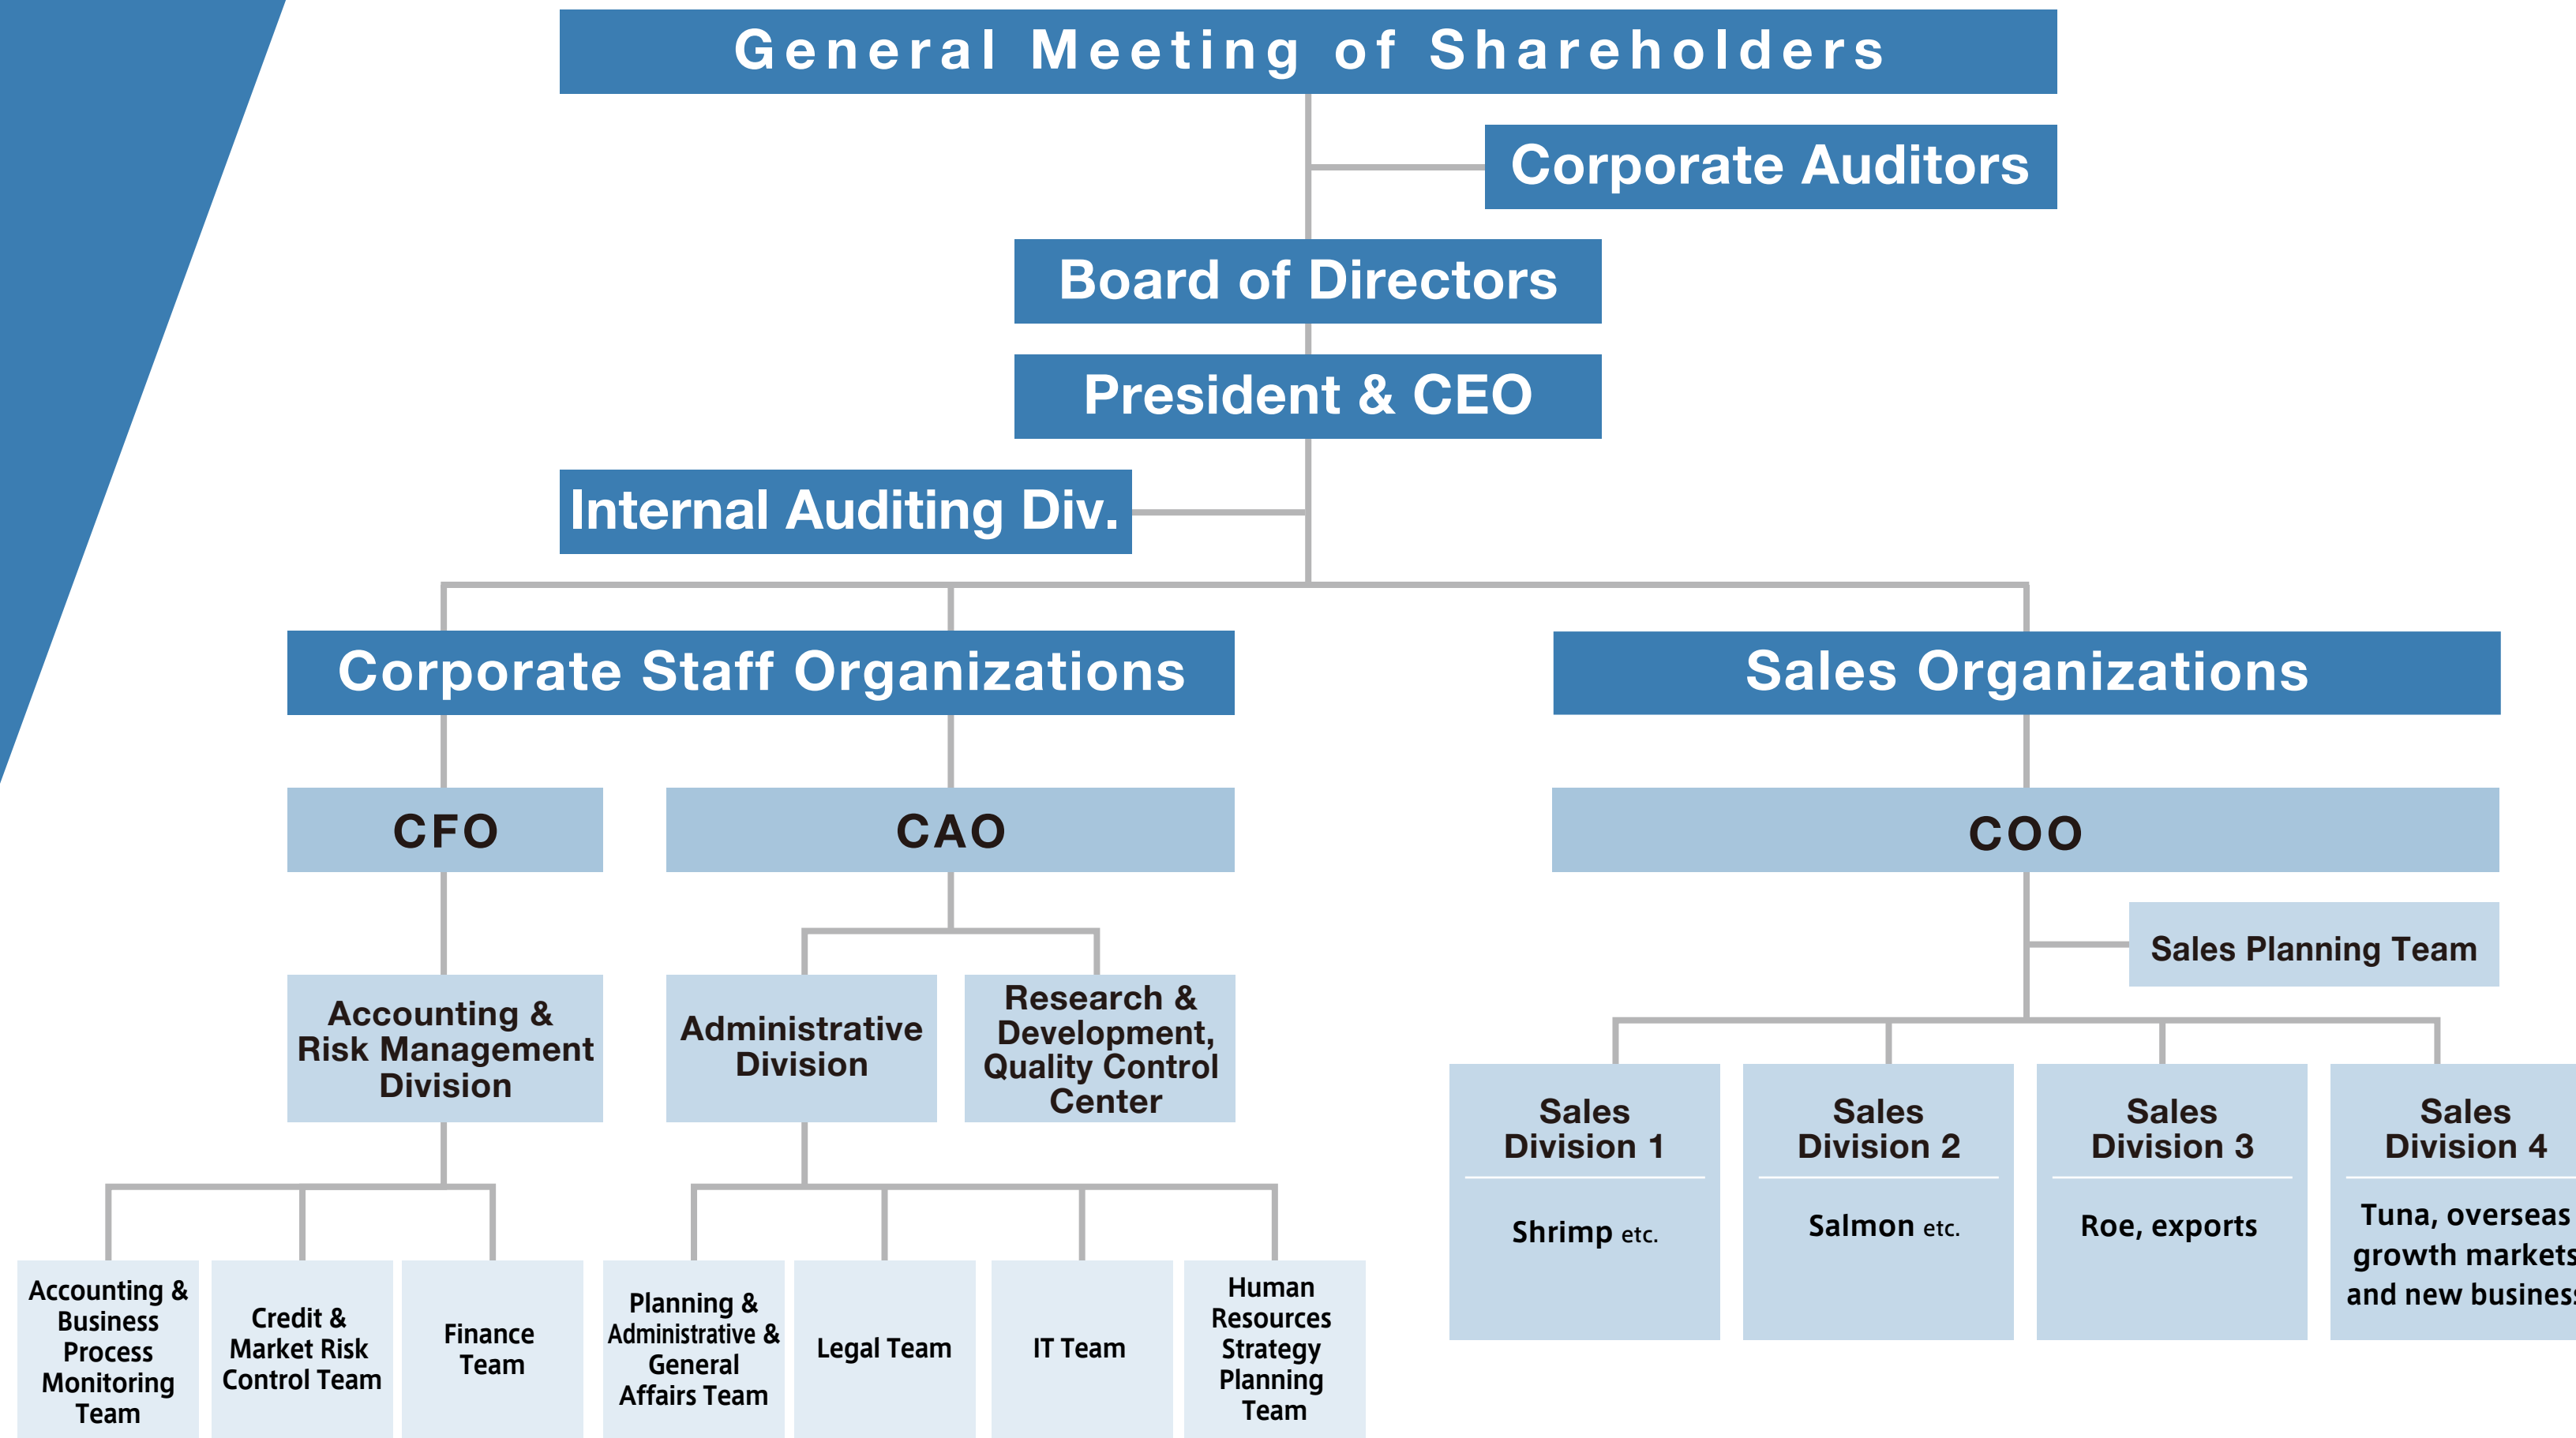 General Meeting of Shareholders
Corporate Auditors
Board of Directors
President & CEO
Internal Auditing Div.
Corporate Staff Organizations
Sales Organizations
CFO
CAO
COO
Sales Planning Team
Accounting &
Risk Management
Division
Administrative
Division
Research &
Development,
Quality Control
Center
Sales
Division 1
Shrimp etc.
Sales
Division 2
Salmon etc.
Sales
Division 3
Roe, exports
Sales
Division 4
Tuna, overseas
growth markets
and new business
Accounting &
Business
Process
Monitoring
Team
Credit &
Market Risk
Control Team
Finance
Team
Planning &
Administrative &
General
Affairs Team
Legal Team
IT Team
Human
Resources
Strategy
Planning
Team